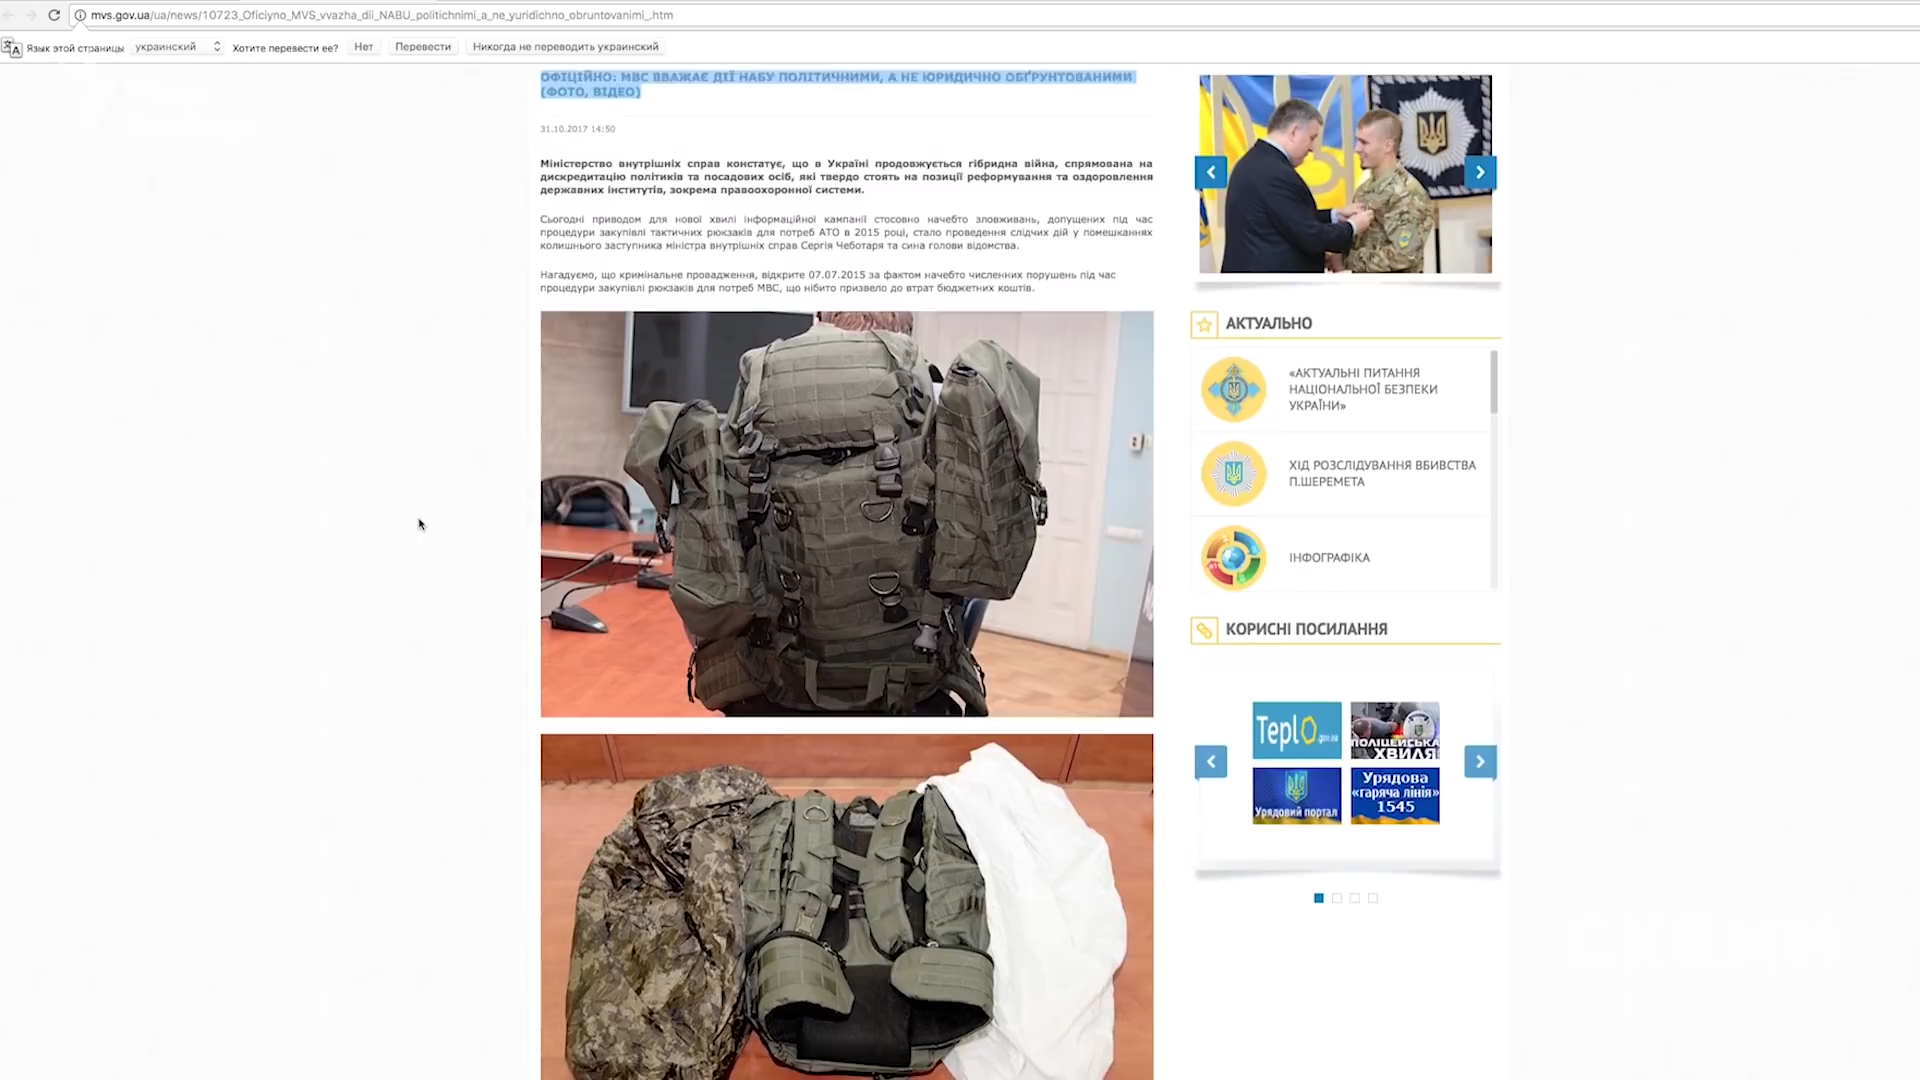 mvs.gov.ua/ua/news/10723_Oficiyno_MVS_vvazha_dii_NABU_politichnimi_a_ne_yuridichno_obruntovanimi_.htm
Язык этой страницы украинский Хотите перевести ее? Нет Перевести Никогда не переводить украинский
ОФІЦІЙНО: МВС ВВАЖАЄ ДІЇ НАБУ ПОЛІТИЧНИМИ, А НЕ ЮРИДИЧНО ОБҐРУНТОВАНИМИ
(ФОТО, ВІДЕО)
31.10.2017 14:50
Міністерство внутрішніх справ констатує, що в Україні продовжується гібридна війна, спрямована на
дискредитацію політиків та посадових осіб, які твердо стоять на позиції реформування та оздоровлення
державних інститутів, зокрема правоохоронної системи.
Сьогодні приводом для нової хвилі інформаційної кампанії стосовно начебто зловживань, допущених під час
процедури закупівлі тактичних рюкзаків для потреб АТО в 2015 році, стало проведення слідчих дій у помешканнях
колишнього заступника міністра внутрішніх справ Сергія Чеботаря та сина голови відомства.
Нагадуємо, що кримінальне провадження, відкрите 07.07.2015 за фактом начебто численних порушень під час
процедури закупівлі рюкзаків для потреб МВС, що нібито призвело до втрат бюджетних коштів.
АКТУАЛЬНО
«АКТУАЛЬНІ ПИТАННЯ
НАЦІОНАЛЬНОЇ БЕЗПЕКИ
УКРАЇНИ»
ХІД РОЗСЛІДУВАННЯ ВБИВСТВА
П.ШЕРЕМЕТА
ІНФОГРАФІКА
КОРИСНІ ПОСИЛАННЯ
Teplo.gov.ua
ПОЛІЦЕЙСЬКА
ХВИЛЯ
Урядовий портал
Урядова
«гаряча лінія»
1545